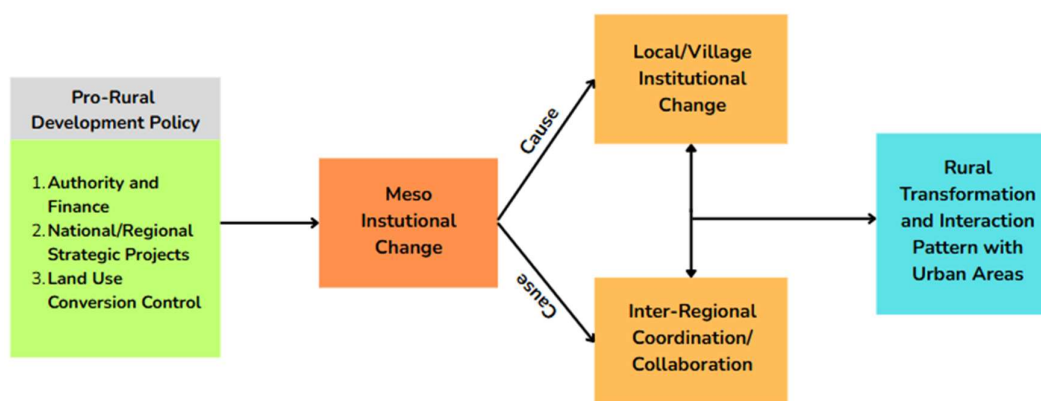 Pro-Rural
Development Policy
1. Authority and
Finance
2. National/Regional
Strategic Projects
3. Land Use
Conversion Control
Meso
Instutional
Change
Cause
Cause
Local/Village
Institutional
Change
Inter-Regional
Coordination/
Collaboration
Rural
Transformation
and Interaction
Pattern with
Urban Areas